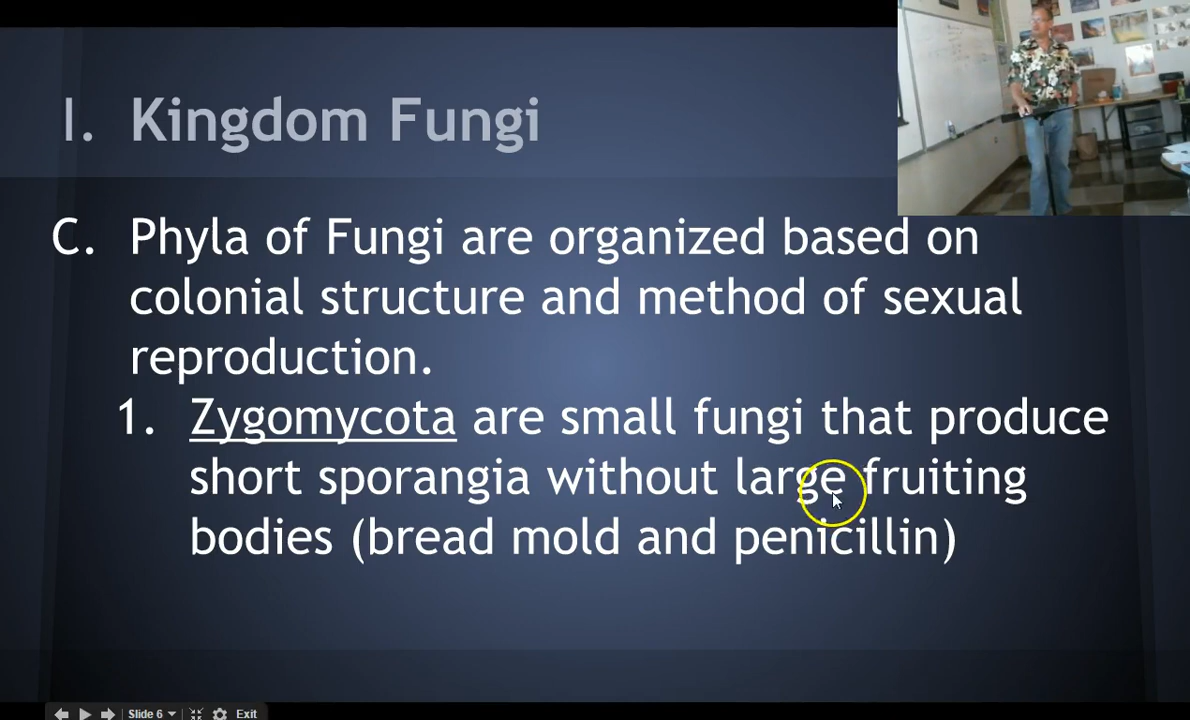 I. Kingdom Fungi
C. Phyla of Fungi are organized based on
colonial structure and method of sexual
reproduction.
1. Zygomycota are small fungi that produce
short sporangia without large fruiting
bodies (bread mold and penicillin)
Slide 6 Exit